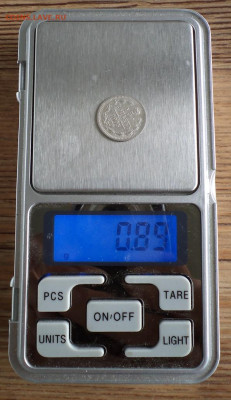 0.89
PCS
TARE
ON/OFF
UNITS
LIGHT